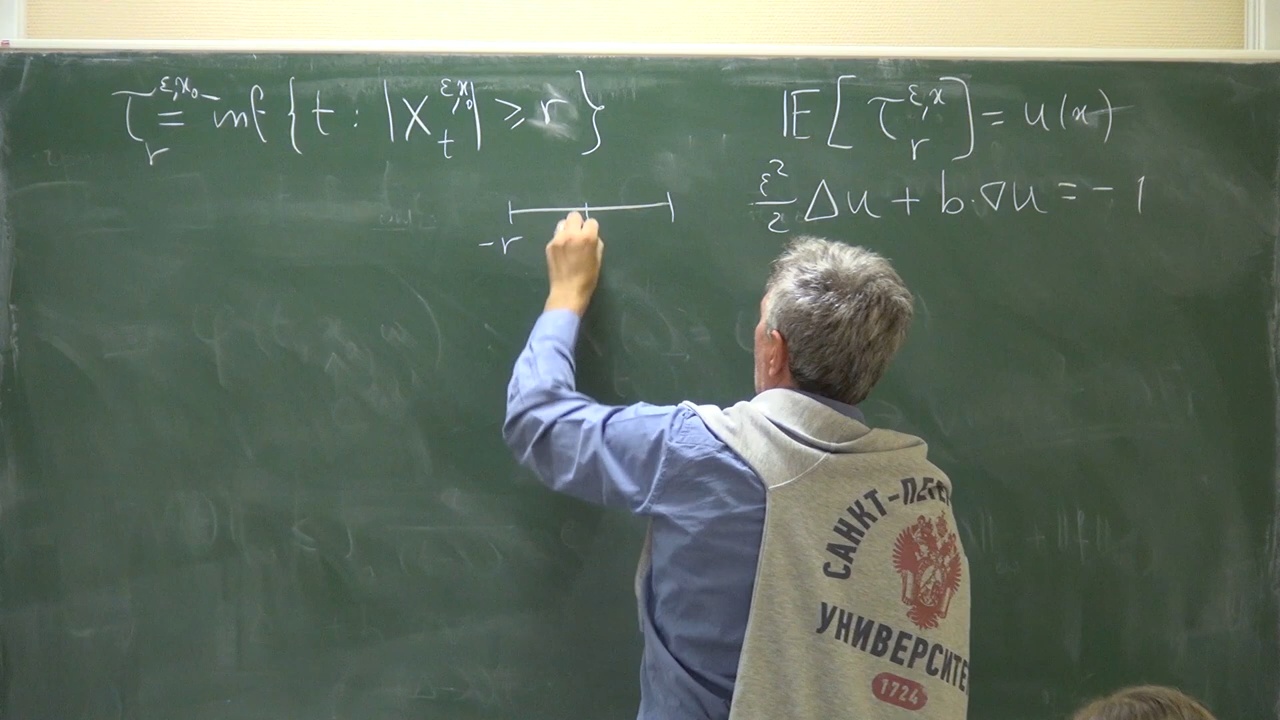 τ_r^{ε,x₀} = inf { t : |X_t^{ε,x₀}| ≥ r }
𝔼[ τ_r^{ε,x} ] = u(x)
ε²/2 Δu + b·∇u = -1
-r
САНКТ-ПЕТЕ
УНИВЕРСИТЕ
1724